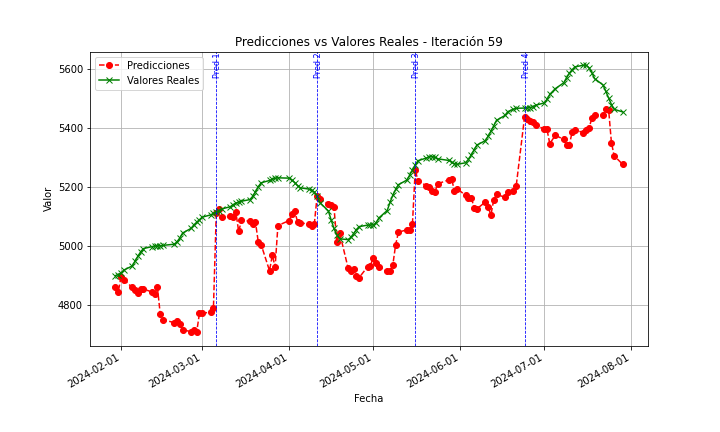 Predicciones vs Valores Reales - Iteración 59
Predicciones
Valores Reales
Pred 1
Pred 2
Pred 3
Pred 4
Valor
5600
5400
5200
5000
4800
2024-02-01
2024-03-01
2024-04-01
2024-05-01
2024-06-01
2024-07-01
2024-08-01
Fecha